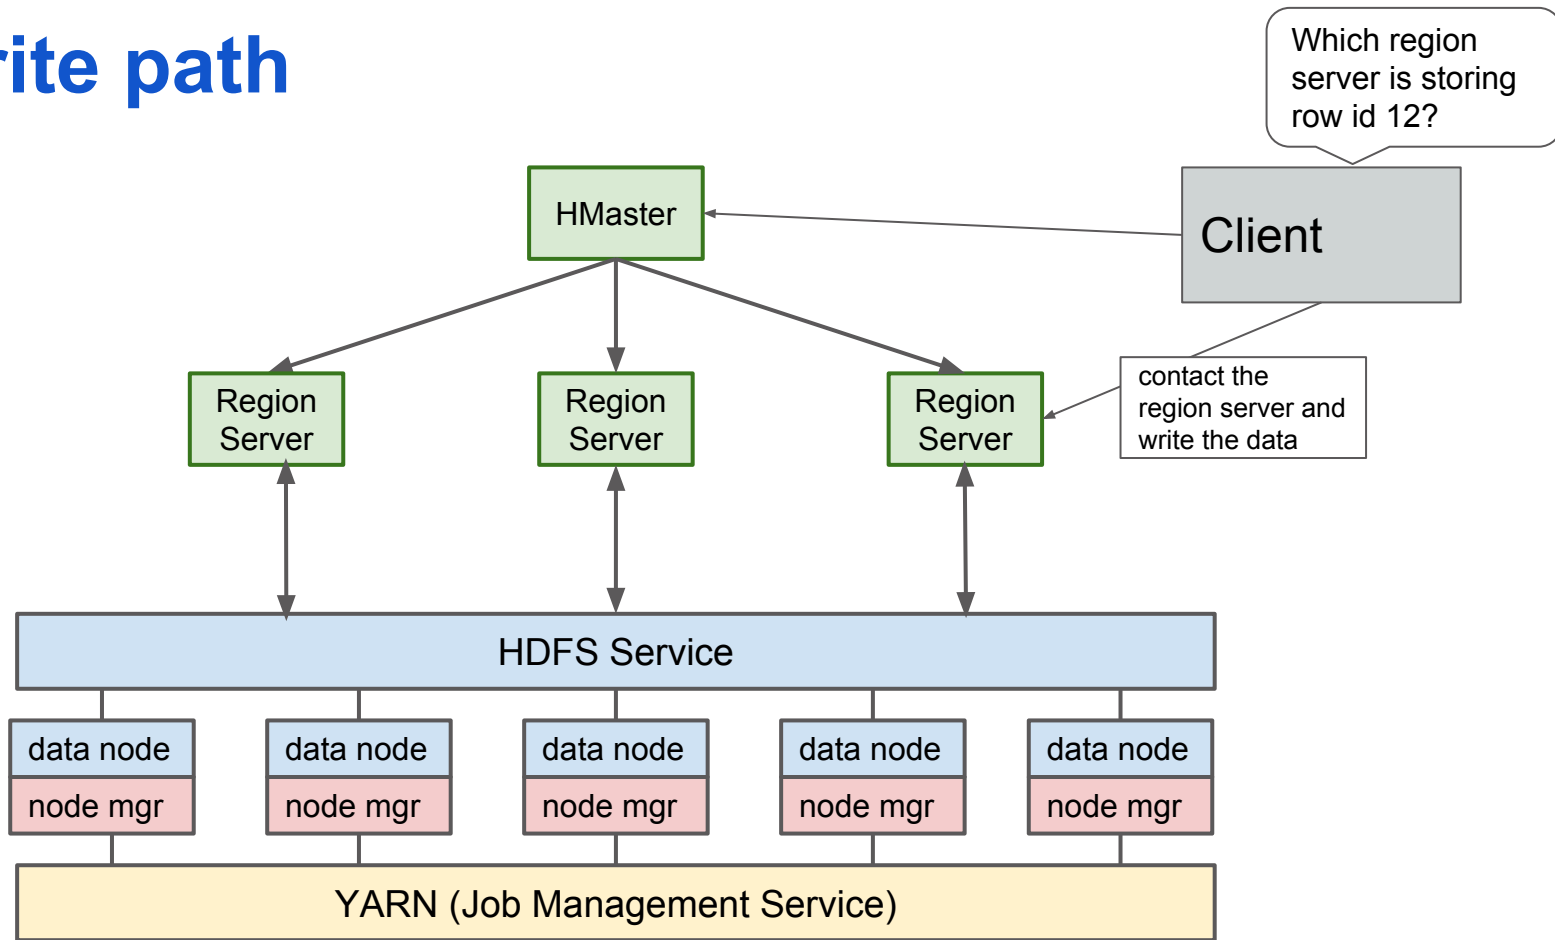 rite path
Which region
server is storing
row id 12?
HMaster
Client
Region
Server
Region
Server
Region
Server
contact the
region server and
write the data
HDFS Service
data node
data node
data node
data node
data node
node mgr
node mgr
node mgr
node mgr
node mgr
YARN (Job Management Service)